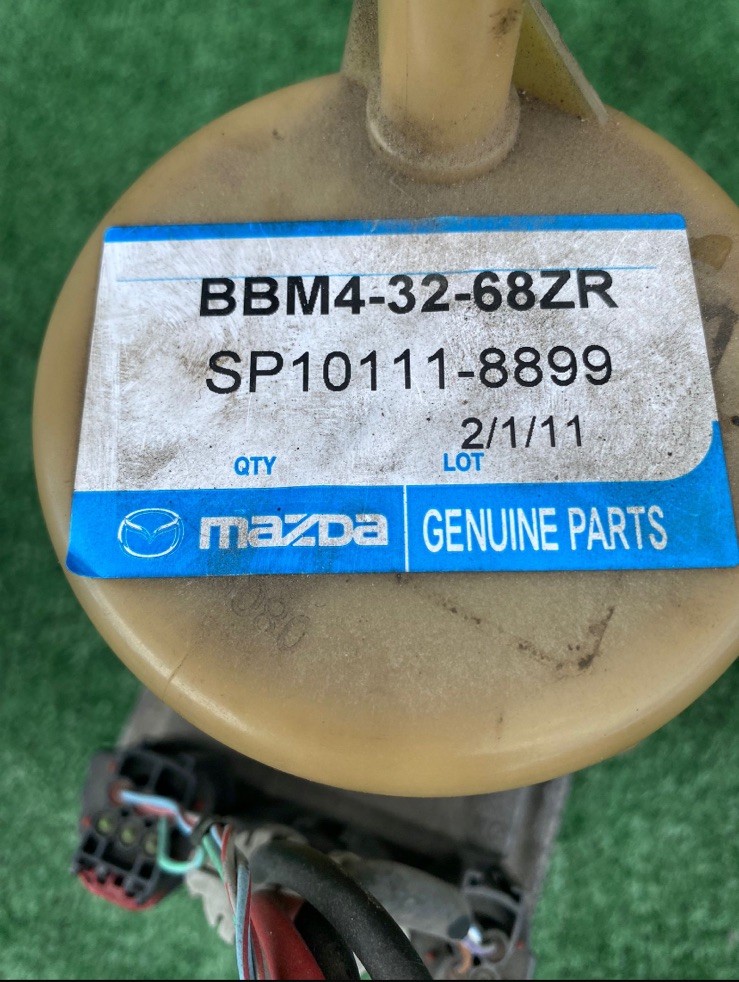 BBM4-32-68ZR
SP10111-8899
2/1/11
QTY LOT
mazda GENUINE PARTS